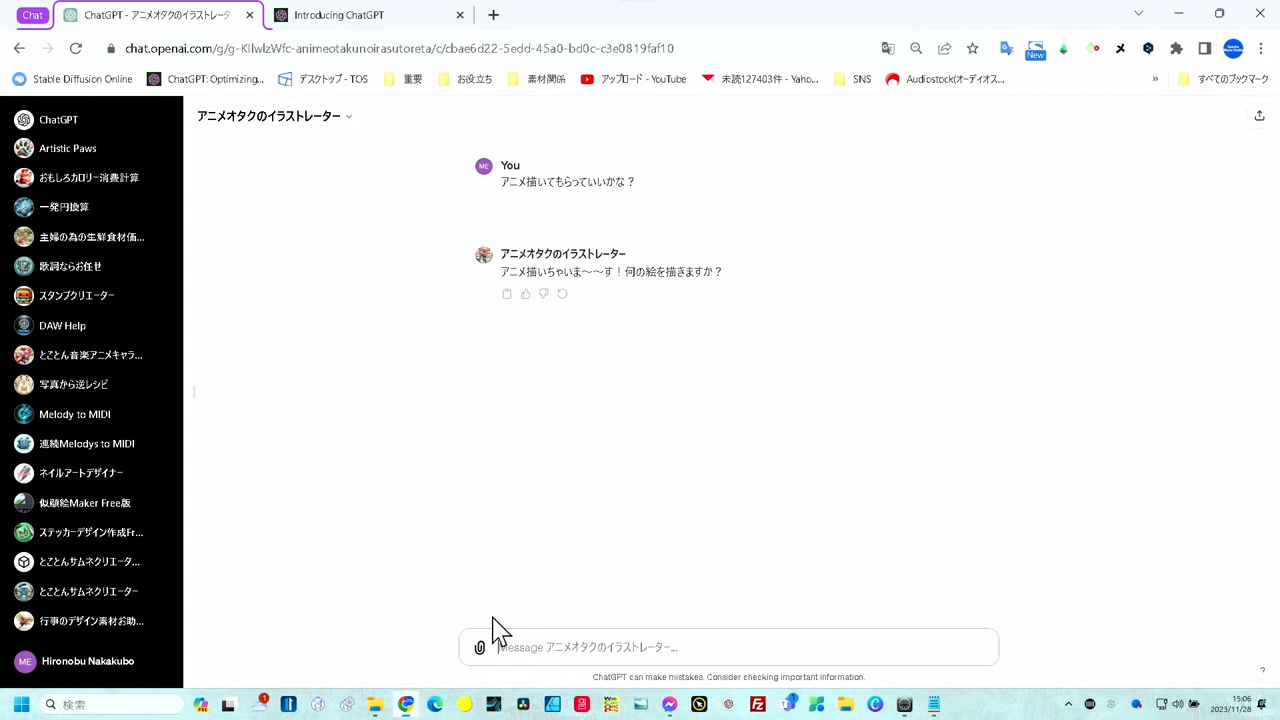 Chat
ChatGPT - アニメオタクのイラストレータ
Introducing ChatGPT
chat.openai.com/g/g-KIlwlzWfc-animeotakunoirasutoreta/c/cbae6d22-5edd-45a0-bd0c-c3e0819faf10
New
Stable Diffusion Online
ChatGPT: Optimizing...
デスクトップ - TOS
重要
お役立ち
素材関係
アップロード - YouTube
未読127403件 - Yaho...
SNS
Audiostock(オーディオス...
»
すべてのブックマーク
ChatGPT
Artistic Paws
おもしろカロリー消費計算
一発円換算
主婦の為の生鮮食材価...
歌詞ならお任せ
スタンプクリエーター
DAW Help
とことん音楽アニメキャラ...
写真から逆レシピ
Melody to MIDI
連続Melodys to MIDI
ネイルアートデザイナー
似顔絵Maker Free版
ステッカーデザイン作成Fr...
とことんサムネクリエータ...
とことんサムネクリエーター
行事のデザイン素材お助...
ME
Hironobu Nakakubo
アニメオタクのイラストレーター
ME
You
アニメ描いてもらっていいかな？
アニメオタクのイラストレーター
アニメ描いちゃいま～～す！何の絵を描きますか？
Message アニメオタクのイラストレーター...
ChatGPT can make mistakes. Consider checking important information.
?
検索
1
15:06
2023/11/28